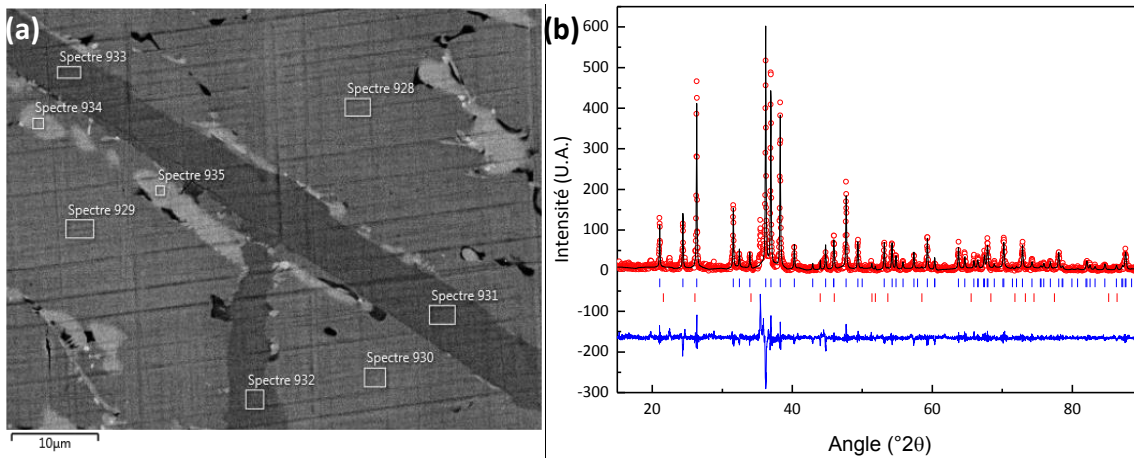 (a)
Spectre 933
Spectre 928
Spectre 934
Spectre 935
Spectre 929
Spectre 931
Spectre 930
Spectre 932
10µm
(b)
600
500
400
300
200
100
0
-100
-200
-300
Intensité (U.A.)
20
40
60
80
Angle (°2θ)